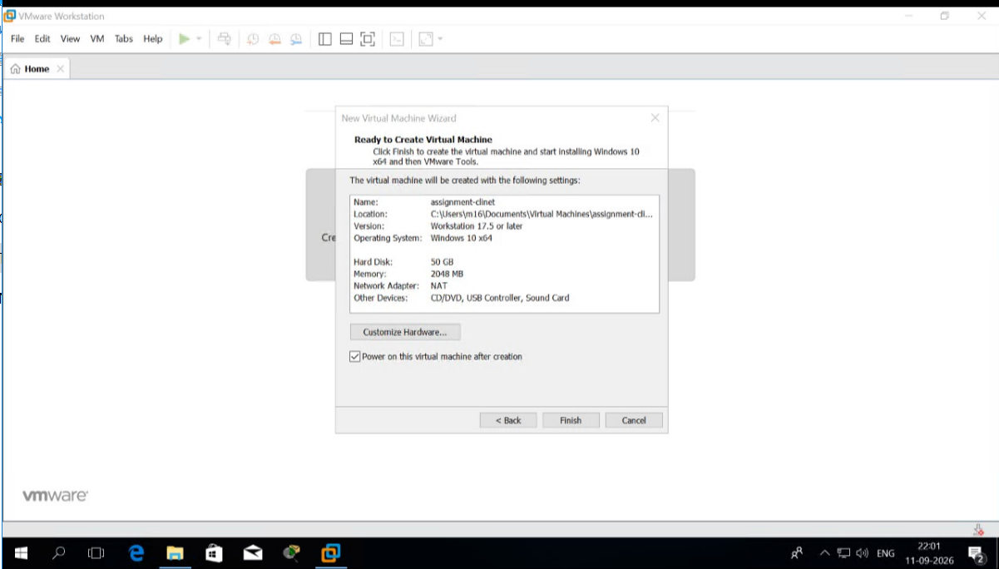 VMware Workstation
File Edit View VM Tabs Help
Home
New Virtual Machine Wizard
Ready to Create Virtual Machine
Click Finish to create the virtual machine and start installing Windows 10
x64 and then VMware Tools.
The virtual machine will be created with the following settings:
Name: assignment-clinet
Location: C:\Users\m16\Documents\Virtual Machines\assignment-cli...
Version: Workstation 17.5 or later
Cre
Operating System: Windows 10 x64
Hard Disk: 50 GB
Memory: 2048 MB
Network Adapter: NAT
Other Devices: CD/DVD, USB Controller, Sound Card
Customize Hardware...
Power on this virtual machine after creation
< Back Finish Cancel
vmware
ENG
22:01
11-09-2026
2